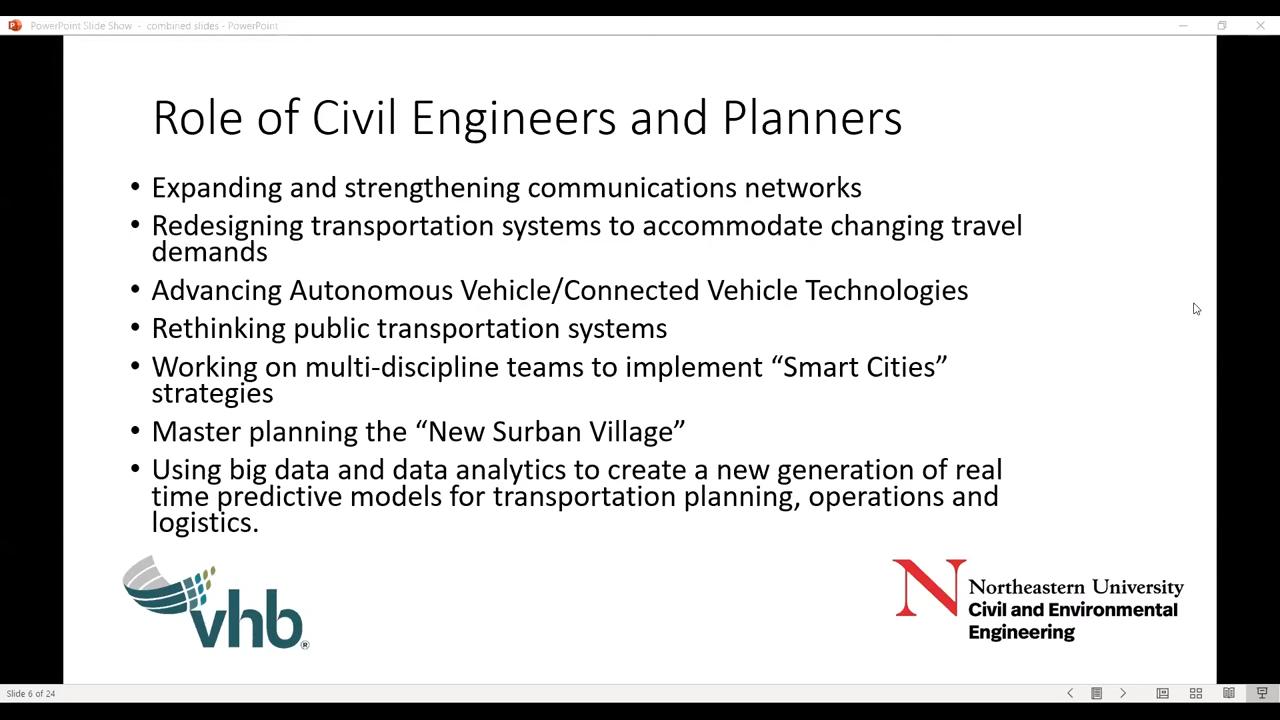 PowerPoint Slide Show - combined slides - PowerPoint
Role of Civil Engineers and Planners
• Expanding and strengthening communications networks
• Redesigning transportation systems to accommodate changing travel
demands
• Advancing Autonomous Vehicle/Connected Vehicle Technologies
• Rethinking public transportation systems
• Working on multi-discipline teams to implement “Smart Cities”
strategies
• Master planning the “New Surban Village”
• Using big data and data analytics to create a new generation of real
time predictive models for transportation planning, operations and
logistics.
vhb®
N
Northeastern University
Civil and Environmental
Engineering
Slide 6 of 24